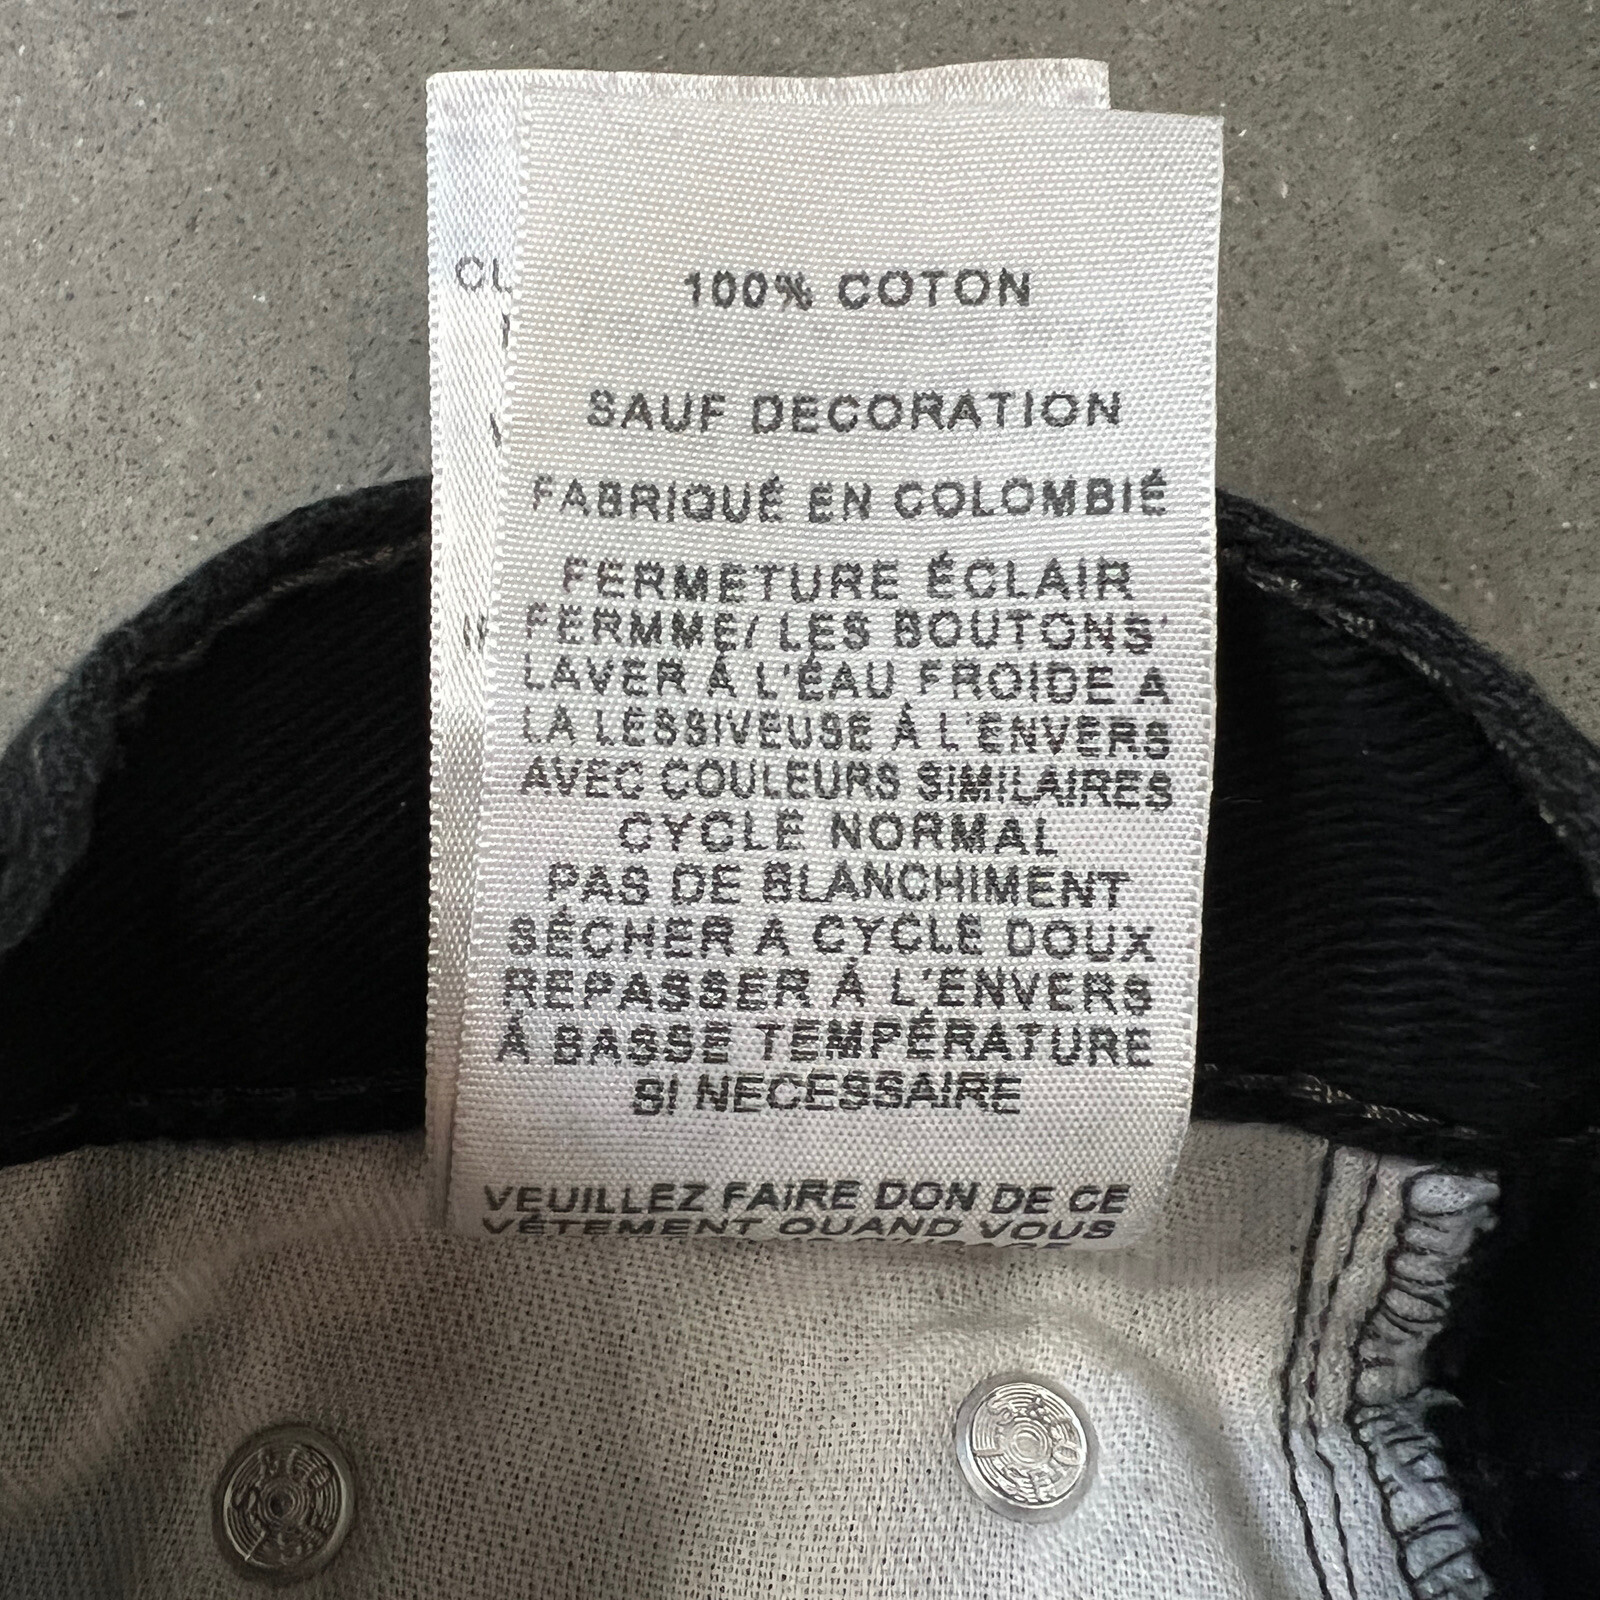 100% COTON
SAUF DECORATION
FABRIQUÉ EN COLOMBIÉ
FERMETURE ÉCLAIR
FERMME/ LES BOUTONS'
LAVER À L'ÉAU FROIDE A
LA LESSIVEUSE À L'ENVERS
AVEC COULEURS SIMILAIRES
CYCLE NORMAL
PAS DE BLANCHIMENT
SÉCHER A CYCLE DOUX
REPASSER À L'ENVERS
À BASSE TEMPÉRATURE
SI NECESSAIRE
VEUILLEZ FAIRE DON DE CE
VÊTEMENT QUAND VOUS